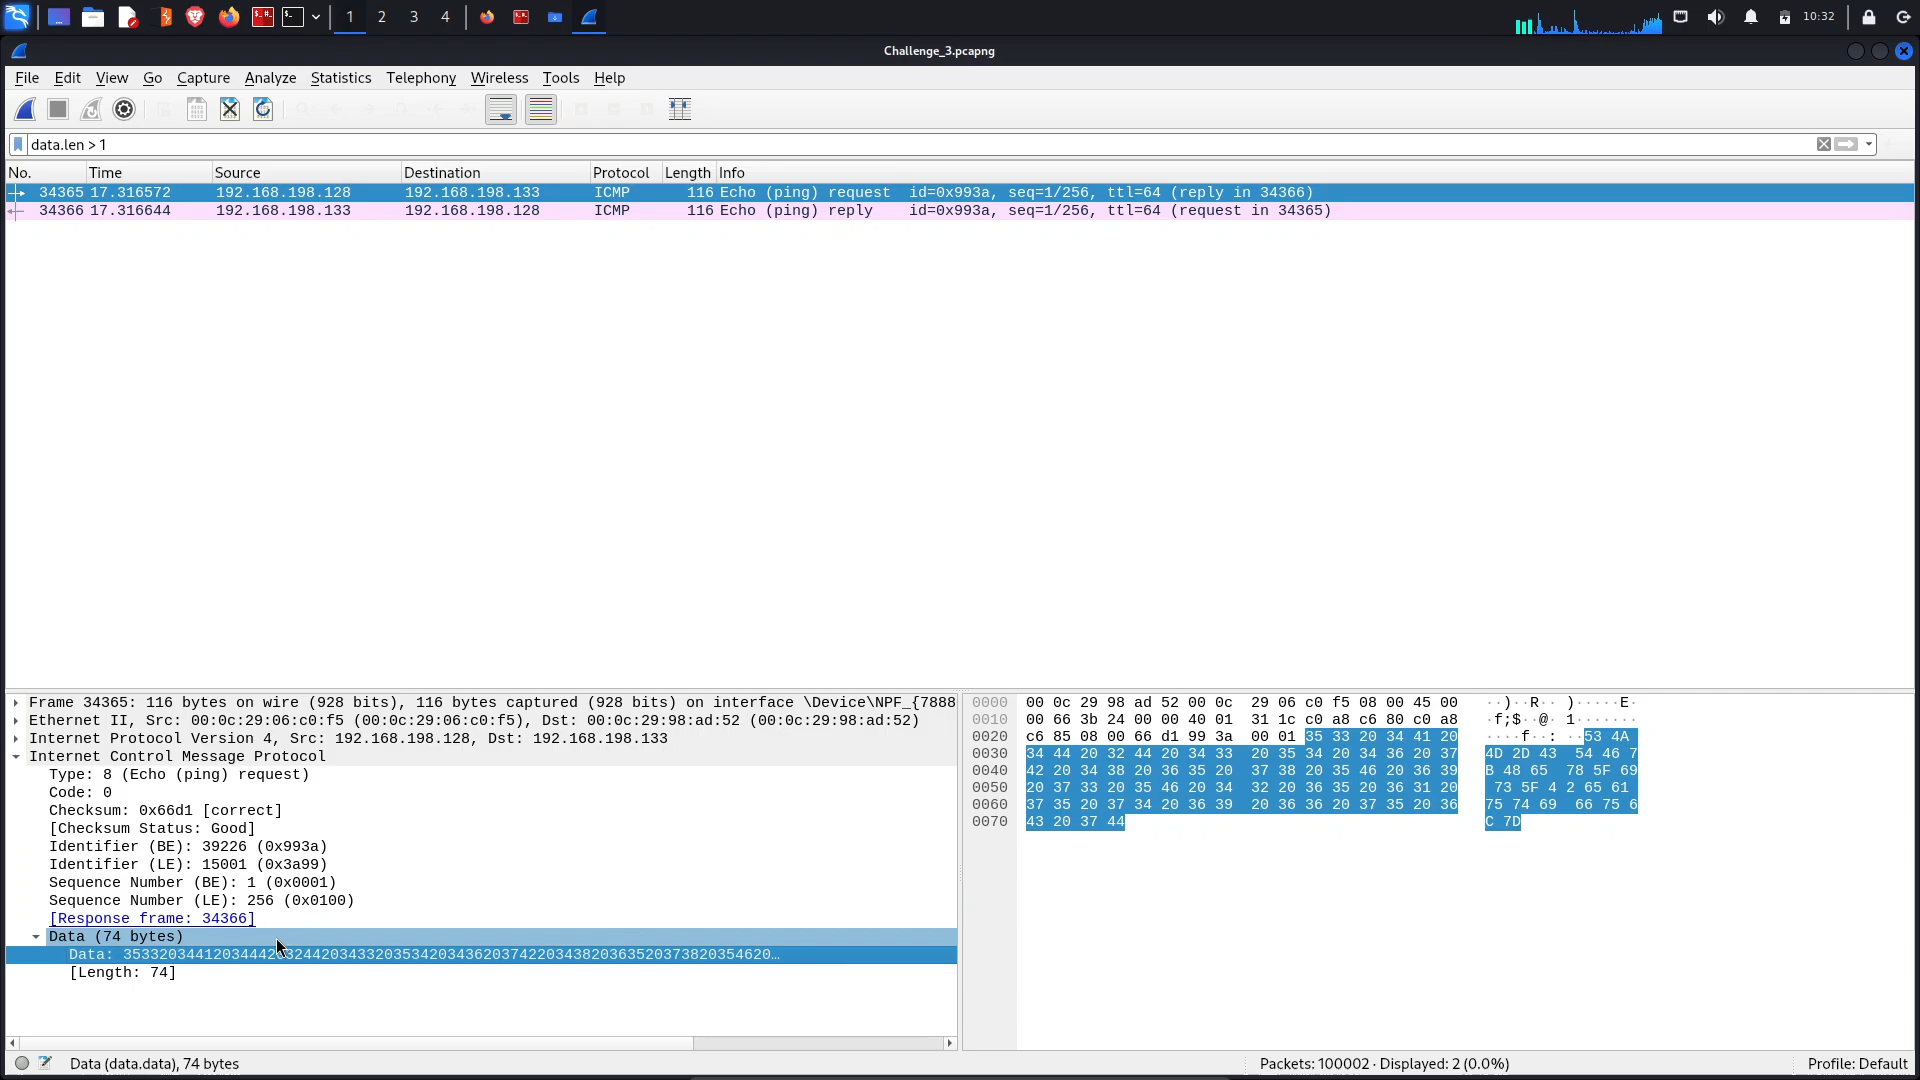 1 2 3 4 10:32
Challenge_3.pcapng
File Edit View Go Capture Analyze Statistics Telephony Wireless Tools Help
data.len > 1
No. Time Source Destination Protocol Length Info
34365 17.316572 192.168.198.128 192.168.198.133 ICMP 116 Echo (ping) request id=0x993a, seq=1/256, ttl=64 (reply in 34366)
34366 17.316644 192.168.198.133 192.168.198.128 ICMP 116 Echo (ping) reply id=0x993a, seq=1/256, ttl=64 (request in 34365)
Frame 34365: 116 bytes on wire (928 bits), 116 bytes captured (928 bits) on interface \Device\NPF_{7888
Ethernet II, Src: 00:0c:29:06:c0:f5 (00:0c:29:06:c0:f5), Dst: 00:0c:29:98:ad:52 (00:0c:29:98:ad:52)
Internet Protocol Version 4, Src: 192.168.198.128, Dst: 192.168.198.133
Internet Control Message Protocol
Type: 8 (Echo (ping) request)
Code: 0
Checksum: 0x66d1 [correct]
[Checksum Status: Good]
Identifier (BE): 39226 (0x993a)
Identifier (LE): 15001 (0x3a99)
Sequence Number (BE): 1 (0x0001)
Sequence Number (LE): 256 (0x0100)
[Response frame: 34366]
Data (74 bytes)
[Length: 74]
0000 00 0c 29 98 ad 52 00 0c 29 06 c0 f5 08 00 45 00 ··)··R·· )·····E·
0010 00 66 3b 24 00 00 40 01 31 1c c0 a8 c6 80 c0 a8 ·f;$··@· 1·······
0020 c6 85 08 00 66 d1 99 3a 00 01 35 33 20 34 41 20 ····f··: ··53 4A
0030 34 44 20 32 44 20 34 33 20 35 34 20 34 36 20 37 4D 2D 43 54 46 7
0040 42 20 34 38 20 36 35 20 37 38 20 35 46 20 36 39 B 48 65 78 5F 69
0050 20 37 33 20 35 46 20 34 32 20 36 35 20 36 31 20 73 5F 4 2 65 61
0060 37 35 20 37 34 20 36 39 20 36 36 20 37 35 20 36 75 74 69 66 75 6
0070 43 20 37 44 C 7D
Data (data.data), 74 bytes
Packets: 100002 · Displayed: 2 (0.0%)
Profile: Default